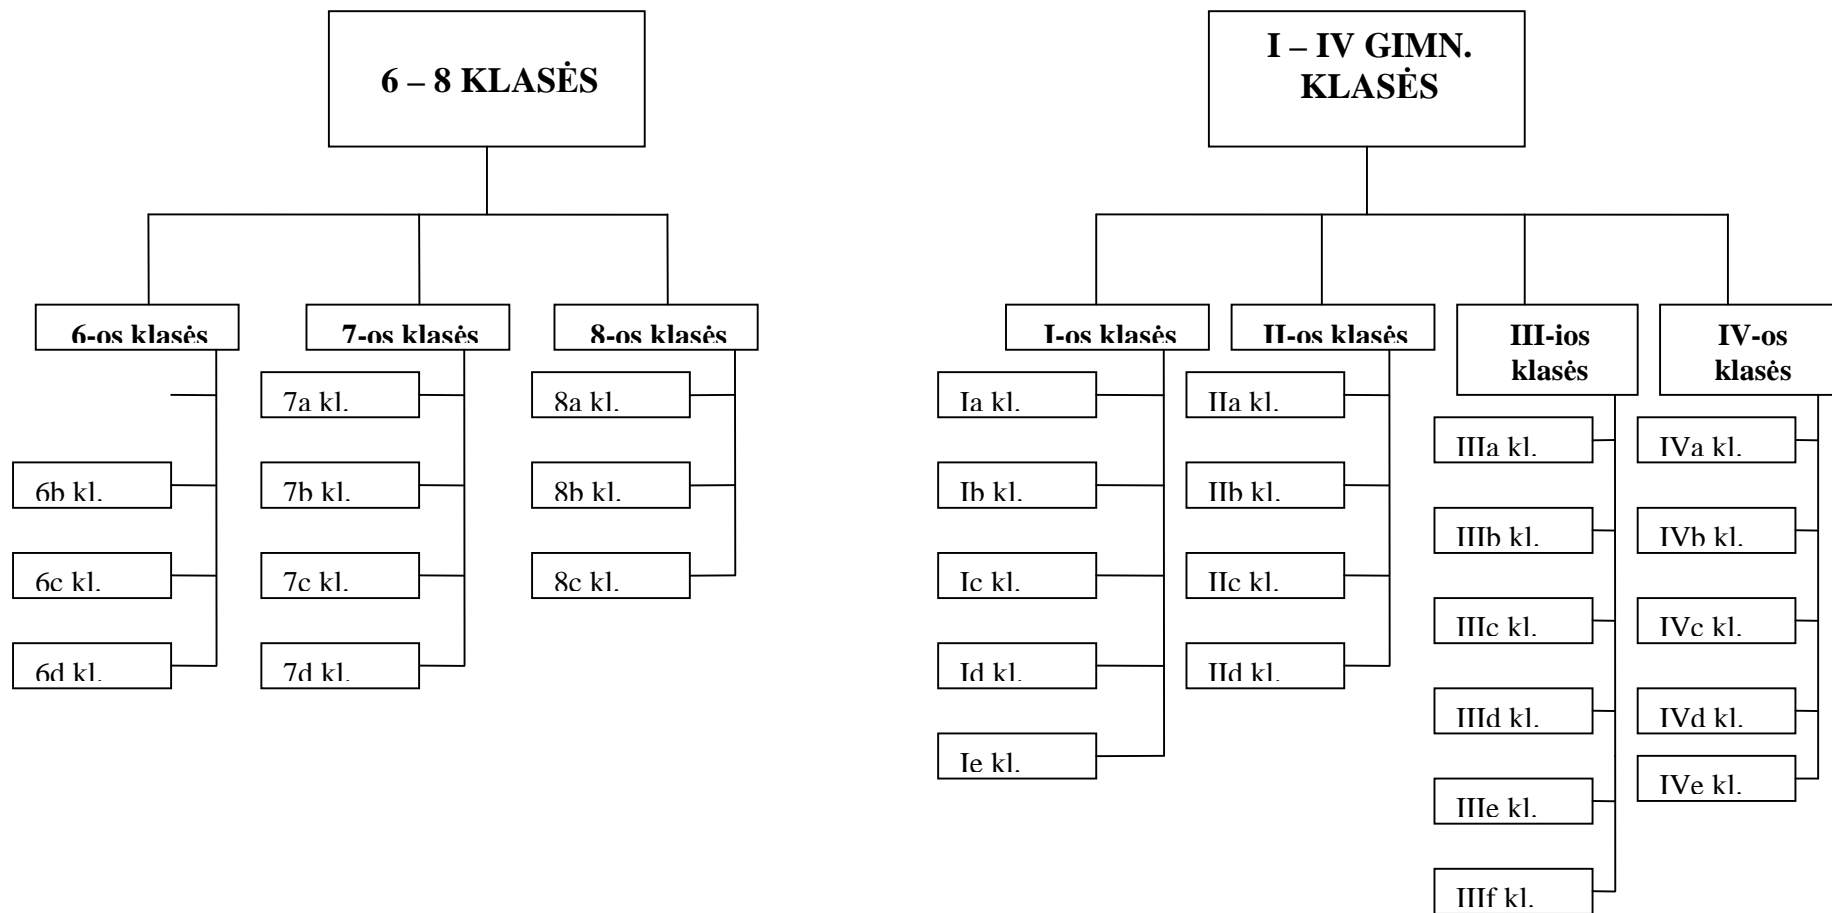 6 – 8 KLASĖS
6-os klasės
7-os klasės
8-os klasės
6b kl.
6c kl.
6d kl.
7a kl.
7b kl.
7c kl.
7d kl.
8a kl.
8b kl.
8c kl.
I – IV GIMN.
KLASĖS
I-os klasės
II-os klasės
III-ios
klasės
IV-os
klasės
Ia kl.
Ib kl.
Ic kl.
Id kl.
Ie kl.
IIa kl.
IIb kl.
IIc kl.
IId kl.
IIIa kl.
IIIb kl.
IIIc kl.
IIId kl.
IIIe kl.
IIIf kl.
IVa kl.
IVb kl.
IVc kl.
IVd kl.
IVe kl.